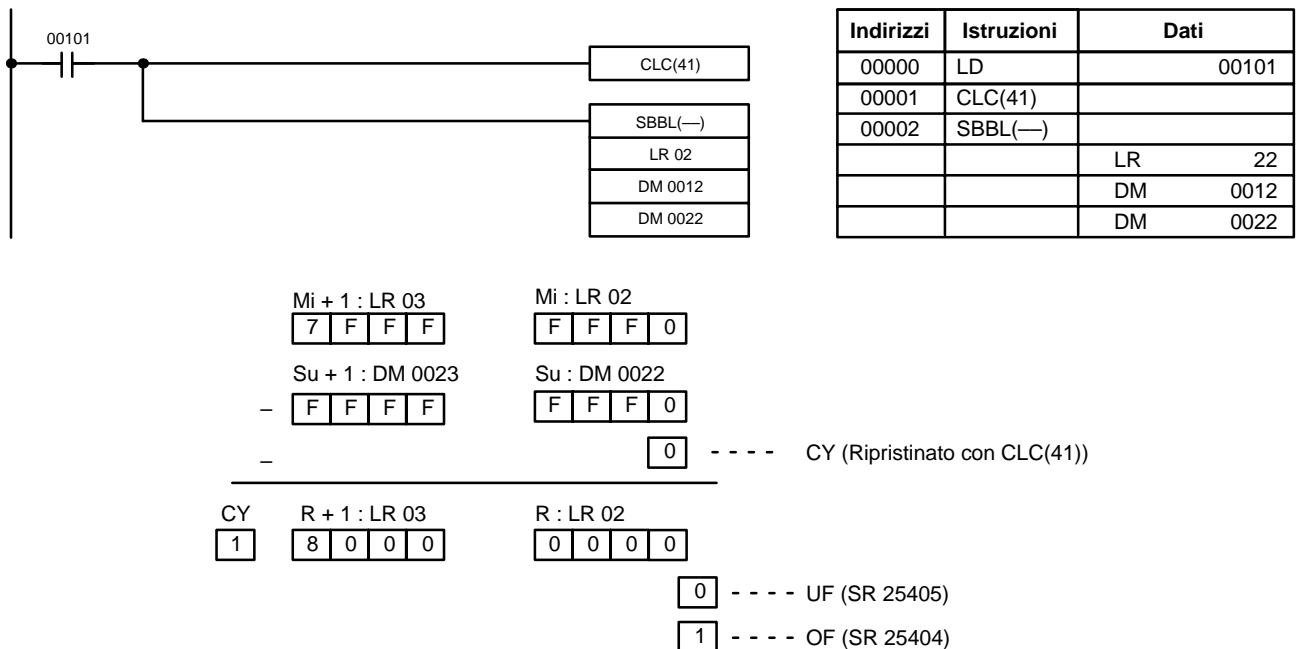 00101
CLC(41)
SBBL(––)
LR 02
DM 0012
DM 0022
Indirizzi Istruzioni Dati
00000 LD 00101
00001 CLC(41)
00002 SBBL(––)
LR 22
DM 0012
DM 0022
Mi + 1 : LR 03 Mi : LR 02
7 F F F F F F 0
Su + 1 : DM 0023 Su : DM 0022
– F F F F F F F 0
– 0 - - - - CY (Ripristinato con CLC(41))
CY R + 1 : LR 03 R : LR 02
1 8 0 0 0 0 0 0 0
0 - - - - UF (SR 25405)
1 - - - - OF (SR 25404)